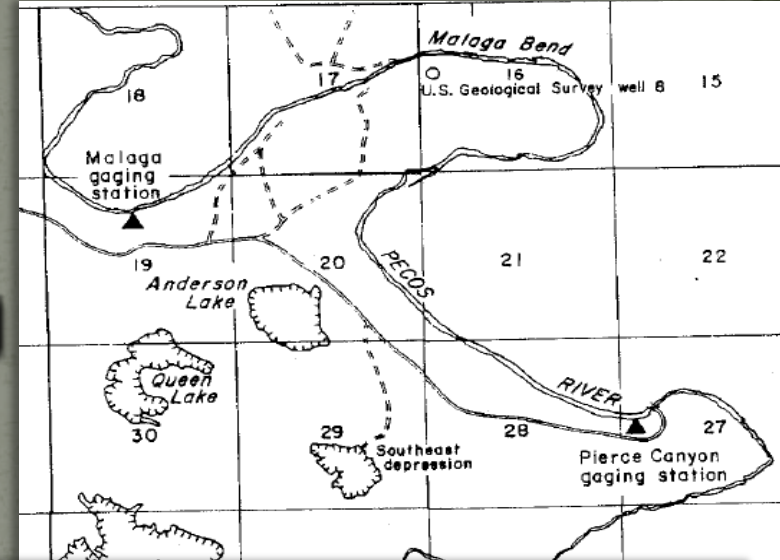 Malaga Bend
17
16
15
18
U.S. Geological Survey well 8
Malaga
gaging
station
19
20
21
22
Anderson
Lake
PECOS
RIVER
Queen
Lake
30
29
28
27
Southeast
depression
Pierce Canyon
gaging station